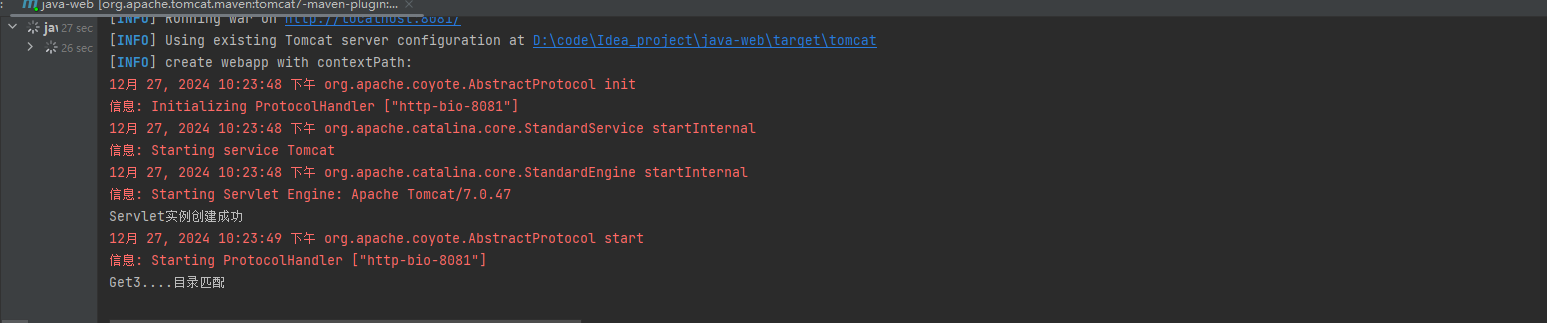 java-web [org.apache.tomcat.maven:tomcat7-maven-plugin:...
jav 27 sec
26 sec
[INFO] Running war on http://localhost:8081/
[INFO] Using existing Tomcat server configuration at D:\code\Idea_project\java-web\target\tomcat
[INFO] create webapp with contextPath:
12月 27, 2024 10:23:48 下午 org.apache.coyote.AbstractProtocol init
信息: Initializing ProtocolHandler ["http-bio-8081"]
12月 27, 2024 10:23:48 下午 org.apache.catalina.core.StandardService startInternal
信息: Starting service Tomcat
12月 27, 2024 10:23:48 下午 org.apache.catalina.core.StandardEngine startInternal
信息: Starting Servlet Engine: Apache Tomcat/7.0.47
Servlet实例创建成功
12月 27, 2024 10:23:49 下午 org.apache.coyote.AbstractProtocol start
信息: Starting ProtocolHandler ["http-bio-8081"]
Get3....目录匹配